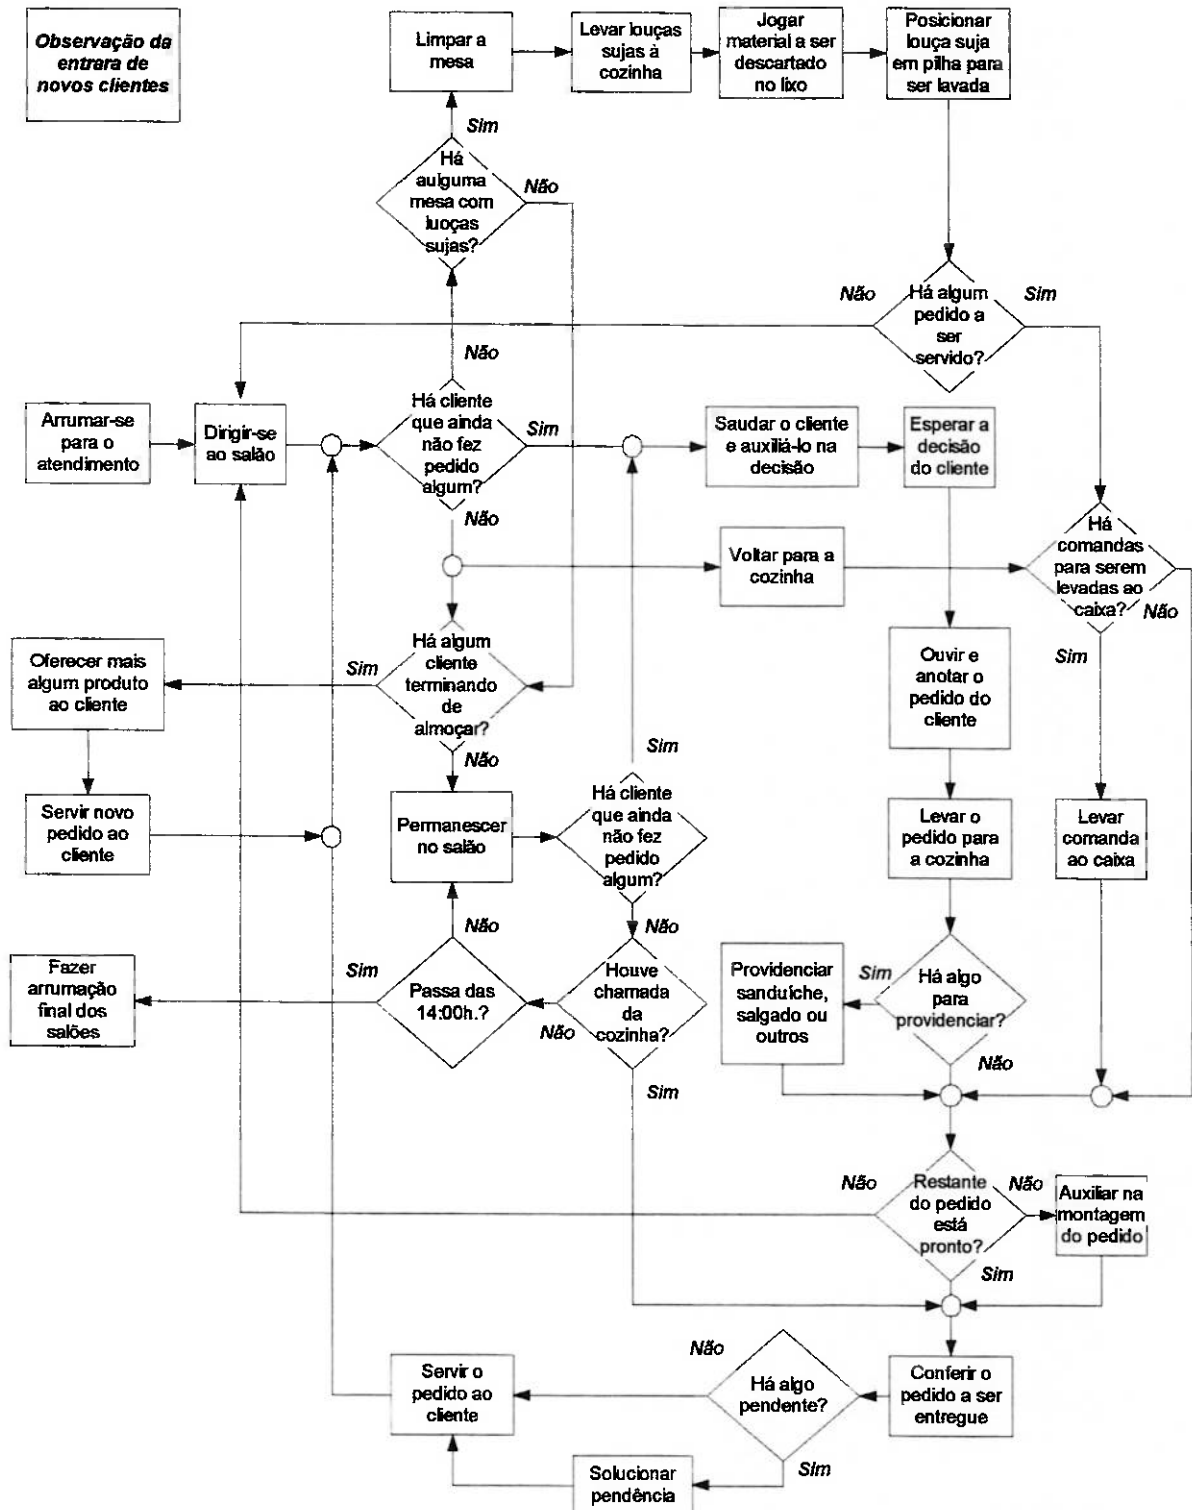 Observação da
entrara de
novos clientes
Limpar a
mesa
Levar louças
sujas à
cozinha
Jogar
material a ser
descartado
no lixo
Posicionar
louça suja
em pilha para
ser lavada
Sim
Há
aulguma
mesa com
luoças
sujas?
Não
Não
Há algum
pedido a
ser
servido?
Sim
Não
Arrumar-se
para o
atendimento
Dirigir-se
ao salão
Há cliente
que ainda
não fez
pedido
algum?
Sim
Saudar o cliente
e auxiliá-lo na
decisão
Esperar a
decisão
do cliente
Não
Voltar para a
cozinha
Há
comandas
para serem
levadas ao
caixa?
Não
Sim
Oferecer mais
algum produto
ao cliente
Sim
Há algum
cliente
terminando
de
almoçar?
Não
Ouvir e
anotar o
pedido do
cliente
Sim
Servir novo
pedido ao
cliente
Permanescer
no salão
Há cliente
que ainda
não fez
pedido
algum?
Levar o
pedido para
a cozinha
Levar
comanda
ao caixa
Não
Não
Fazer
arrumação
final dos
salões
Sim
Passa das
14:00h.?
Não
Houve
chamada
da
cozinha?
Sim
Providenciar
sanduíche,
salgado ou
outros
Sim
Há algo
para
providenciar?
Não
Não
Restante
do pedido
está
pronto?
Não
Auxiliar na
montagem
do pedido
Sim
Servir o
pedido ao
cliente
Não
Há algo
pendente?
Conferir o
pedido a ser
entregue
Sim
Solucionar
pendência